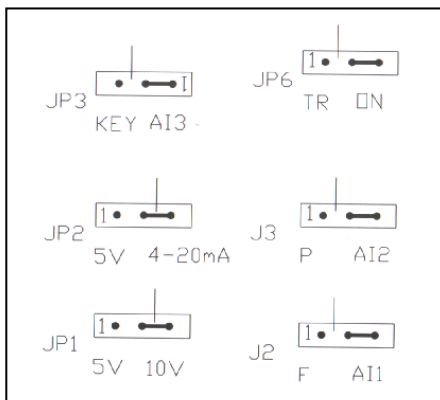 JP3 1
KEY AI3
JP6 1
TR ON
JP2 1
5V 4-20mA
J3 1
P AI2
JP1 1
5V 10V
J2 1
F AI1